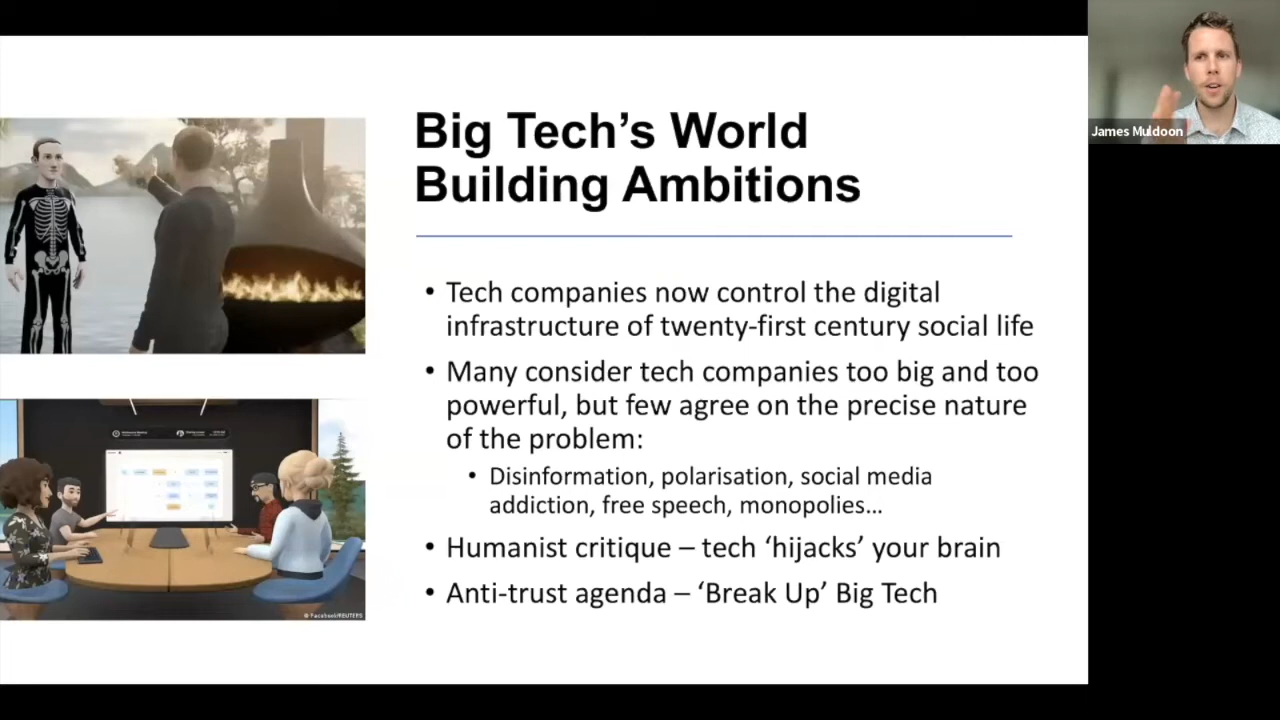 Big Tech’s World
Building Ambitions
• Tech companies now control the digital
infrastructure of twenty-first century social life
• Many consider tech companies too big and too
powerful, but few agree on the precise nature
of the problem:
• Disinformation, polarisation, social media
addiction, free speech, monopolies…
• Humanist critique – tech ‘hijacks’ your brain
• Anti-trust agenda – ‘Break Up’ Big Tech
© Facebook/REUTERS
James Muldoon